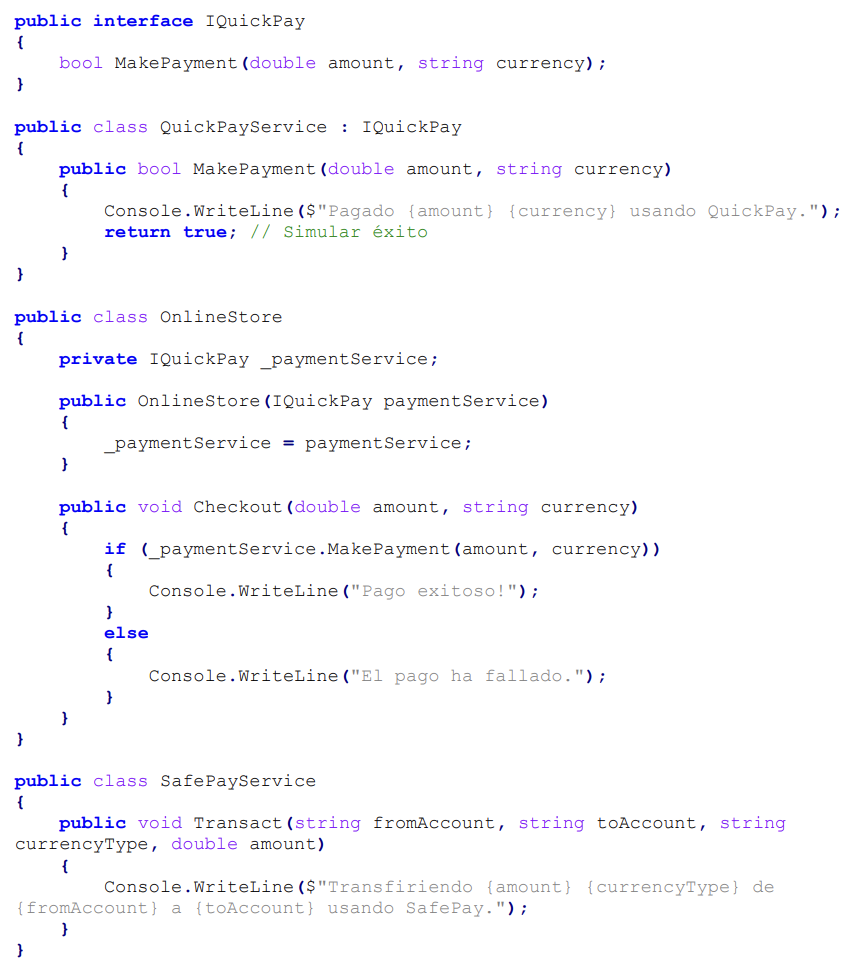 public interface IQuickPay
{
    bool MakePayment(double amount, string currency);
}
public class QuickPayService : IQuickPay
{
    public bool MakePayment(double amount, string currency)
    {
        Console.WriteLine($"Pagado {amount} {currency} usando QuickPay.");
        return true; // Simular éxito
    }
}
public class OnlineStore
{
    private IQuickPay _paymentService;
    public OnlineStore(IQuickPay paymentService)
    {
        _paymentService = paymentService;
    }
    public void Checkout(double amount, string currency)
    {
        if (_paymentService.MakePayment(amount, currency))
        {
            Console.WriteLine("Pago exitoso!");
        }
        else
        {
            Console.WriteLine("El pago ha fallado.");
        }
    }
}
public class SafePayService
{
    public void Transact(string fromAccount, string toAccount, string
currencyType, double amount)
    {
        Console.WriteLine($"Transfiriendo {amount} {currencyType} de
{fromAccount} a {toAccount} usando SafePay.");
    }
}